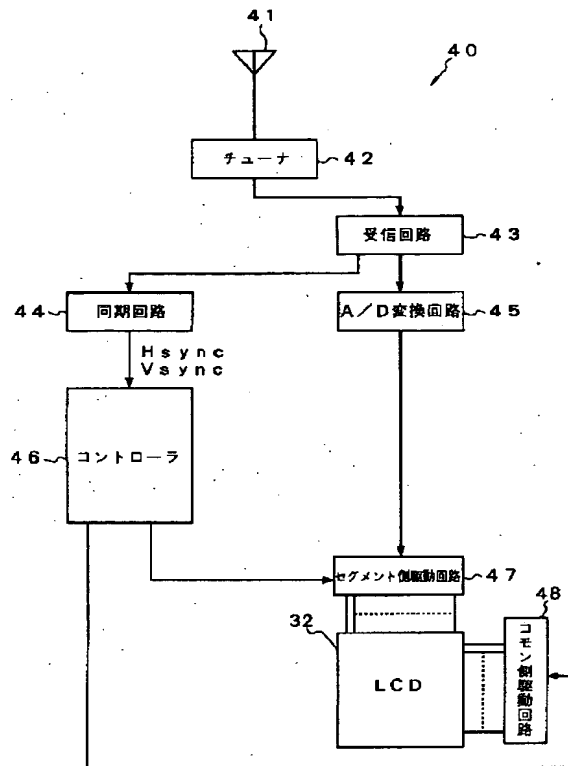 41
40
チューナ
42
受信回路
43
44
同期回路
A/D変換回路
45
Hsync
Vsync
46
コントローラ
セグメント側駆動回路
47
48
32
LCD
コモン側駆動回路